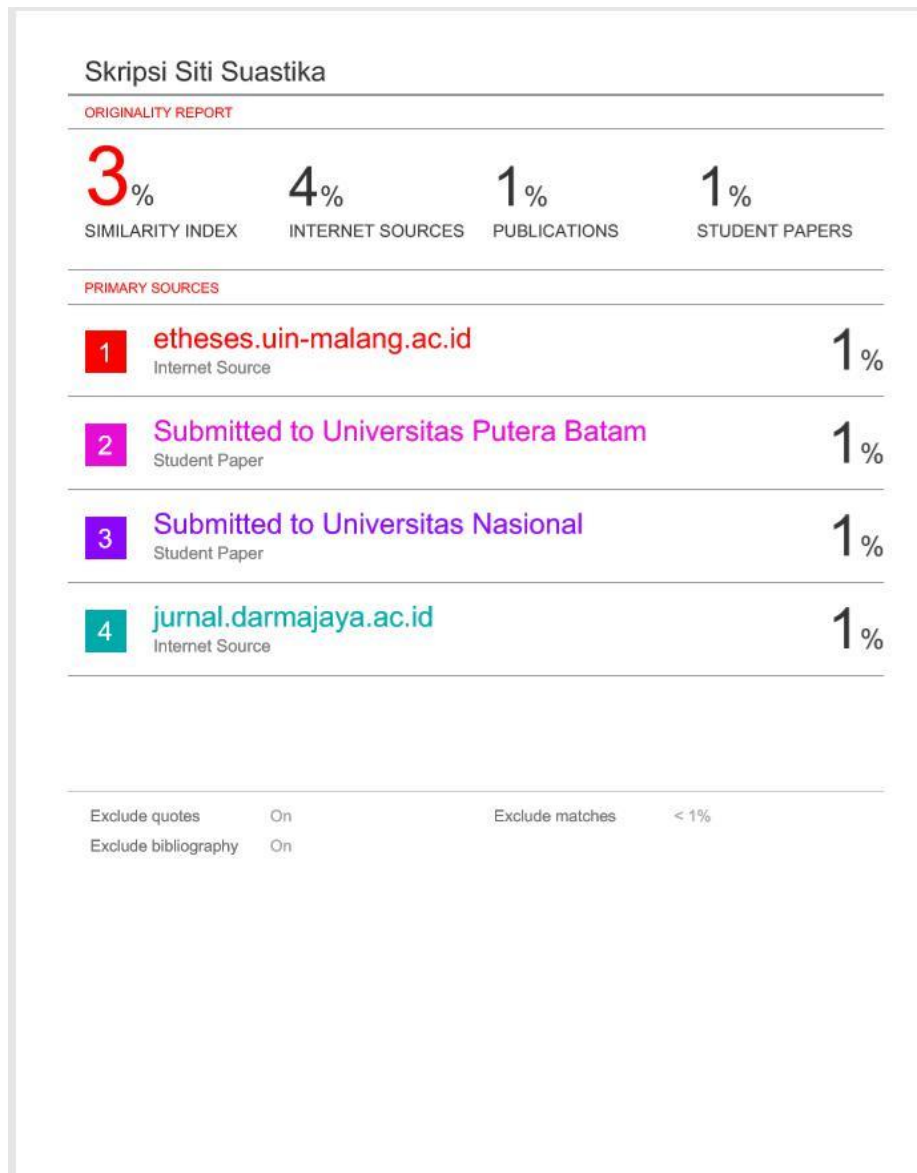 Skripsi Siti Suastika
ORIGINALITY REPORT
3% 4% 1% 1%
SIMILARITY INDEX INTERNET SOURCES PUBLICATIONS STUDENT PAPERS
PRIMARY SOURCES
1 etheses.uin-malang.ac.id 1%
Internet Source
2 Submitted to Universitas Putera Batam 1%
Student Paper
3 Submitted to Universitas Nasional 1%
Student Paper
4 jurnal.darmajaya.ac.id 1%
Internet Source
Exclude quotes On Exclude matches < 1%
Exclude bibliography On